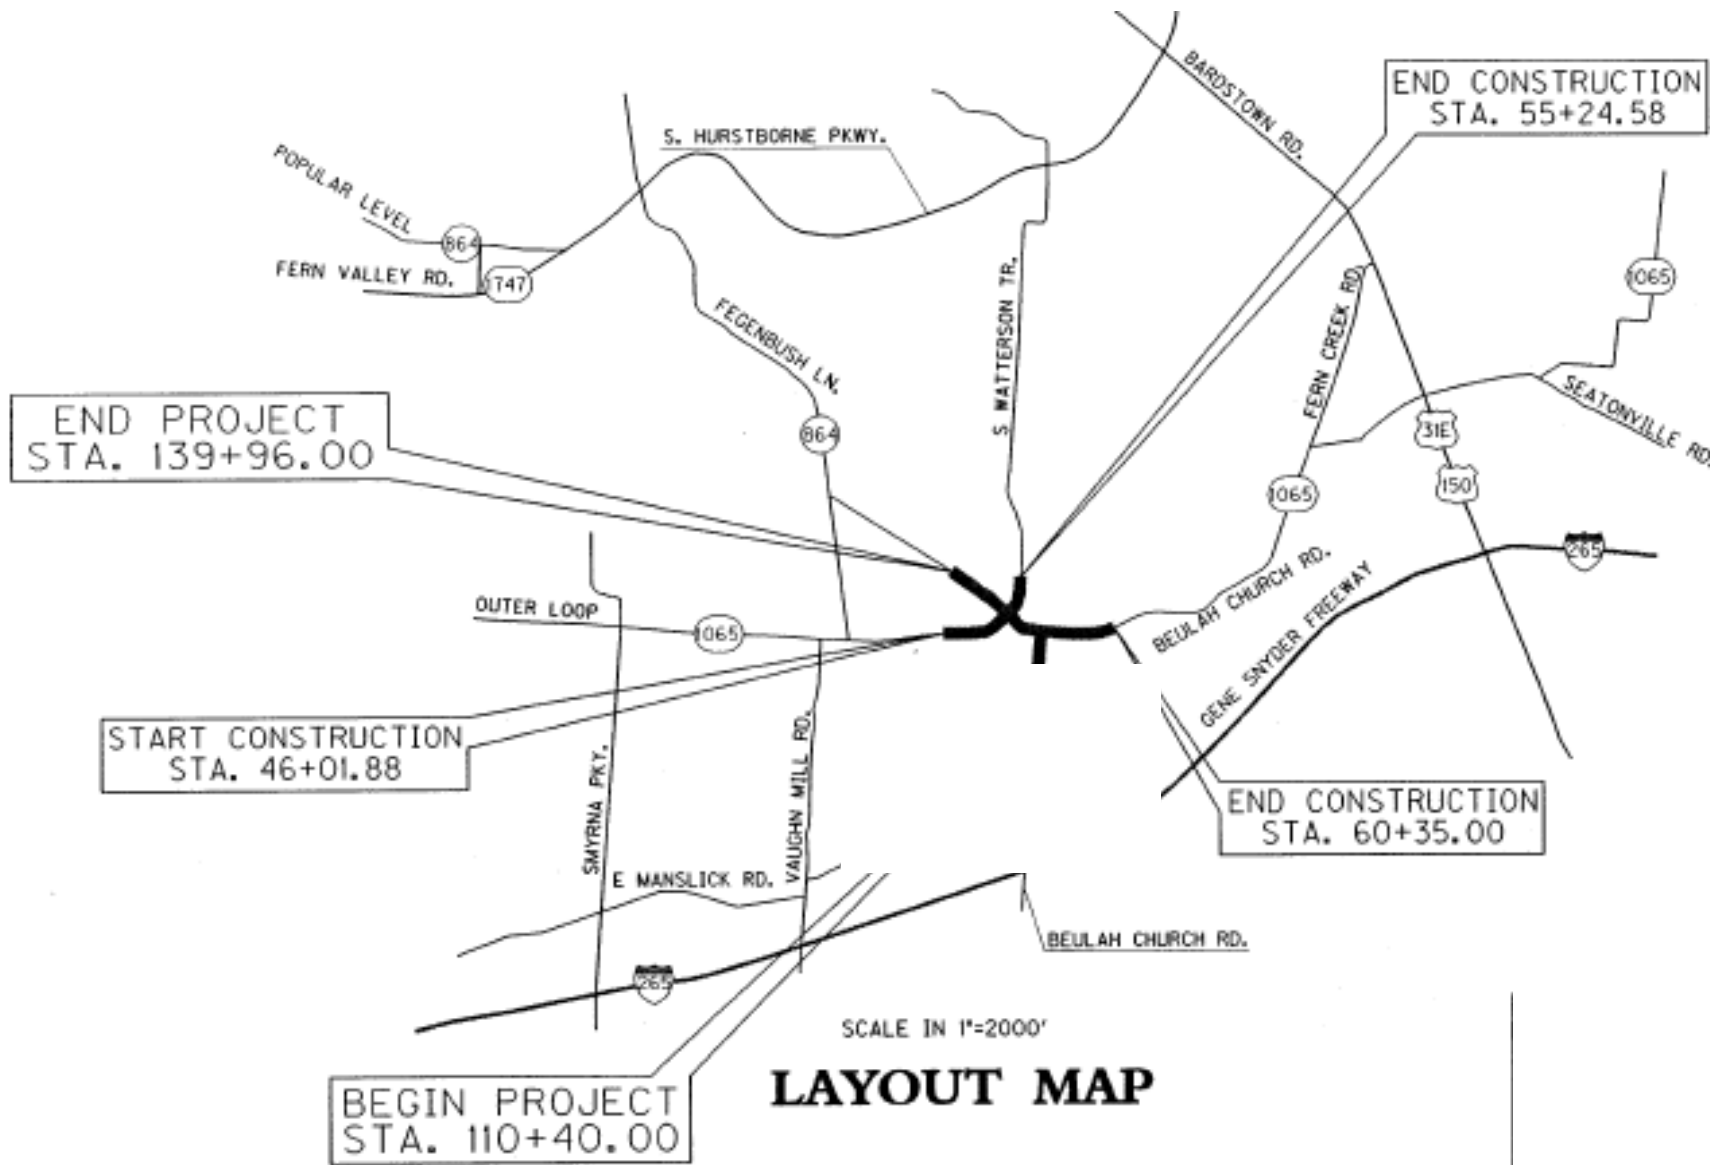 BARDSTOWN RD.
END CONSTRUCTION
STA. 55+24.58
S. HURSTBORNE PKWY.
POPULAR LEVEL
864
FERN VALLEY RD.
747
1065
FEGENBUSH LN.
S WATTERSON TR.
FERN CREEK RD
SEATONVILLE RD.
END PROJECT
STA. 139+96.00
864
31E
150
1065
265
OUTER LOOP
1065
BEULAH CHURCH RD.
GENE SNYDER FREEWAY
START CONSTRUCTION
STA. 46+01.88
SMYRNA PKY.
VAUGHN MILL RD.
END CONSTRUCTION
STA. 60+35.00
E MANSLICK RD.
BEULAH CHURCH RD.
265
SCALE IN 1"=2000'
LAYOUT MAP
BEGIN PROJECT
STA. 110+40.00